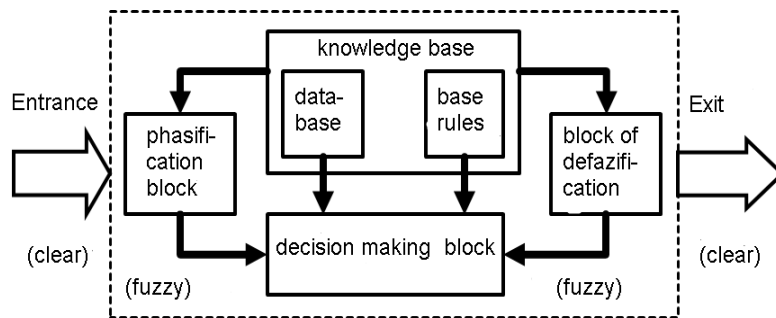 knowledge base
Entrance
data-
base
base
rules
Exit
phasifi-
cation
block
block of
defazifi-
cation
(clear)
decision making block
(clear)
(fuzzy)
(fuzzy)